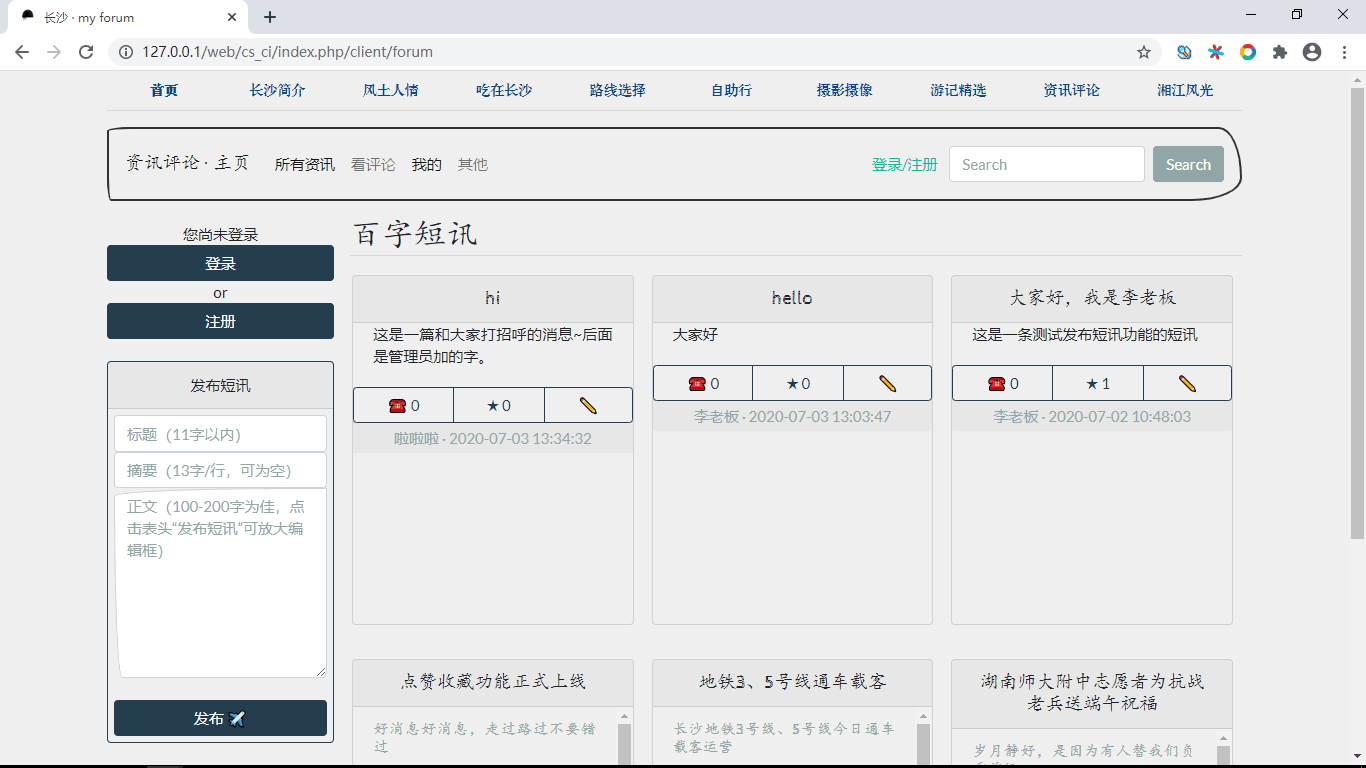 长沙 · my forum
127.0.0.1/web/cs_ci/index.php/client/forum
首页 长沙简介 风土人情 吃在长沙 路线选择 自助行 摄影摄像 游记精选 资讯评论 湘江风光
资讯评论 · 主页 所有资讯 看评论 我的 其他 登录/注册 Search Search
您尚未登录
登录
or
注册
发布短讯
标题（11字以内）
摘要（13字/行，可为空）
正文（100-200字为佳，点
击表头“发布短讯”可放大编
辑框）
发布
百字短讯
hi
这是一篇和大家打招呼的消息~后面
是管理员加的字。
0 ★ 0
啦啦啦 · 2020-07-03 13:34:32
hello
大家好
0 ★ 0
李老板 · 2020-07-03 13:03:47
大家好，我是李老板
这是一条测试发布短讯功能的短讯
0 ★ 1
李老板 · 2020-07-02 10:48:03
点赞收藏功能正式上线
好消息好消息，走过路过不要错
过
地铁3、5号线通车载客
长沙地铁3号线、5号线今日通车
载客运营
湖南师大附中志愿者为抗战
老兵送端午祝福
岁月静好，是因为有人替我们负